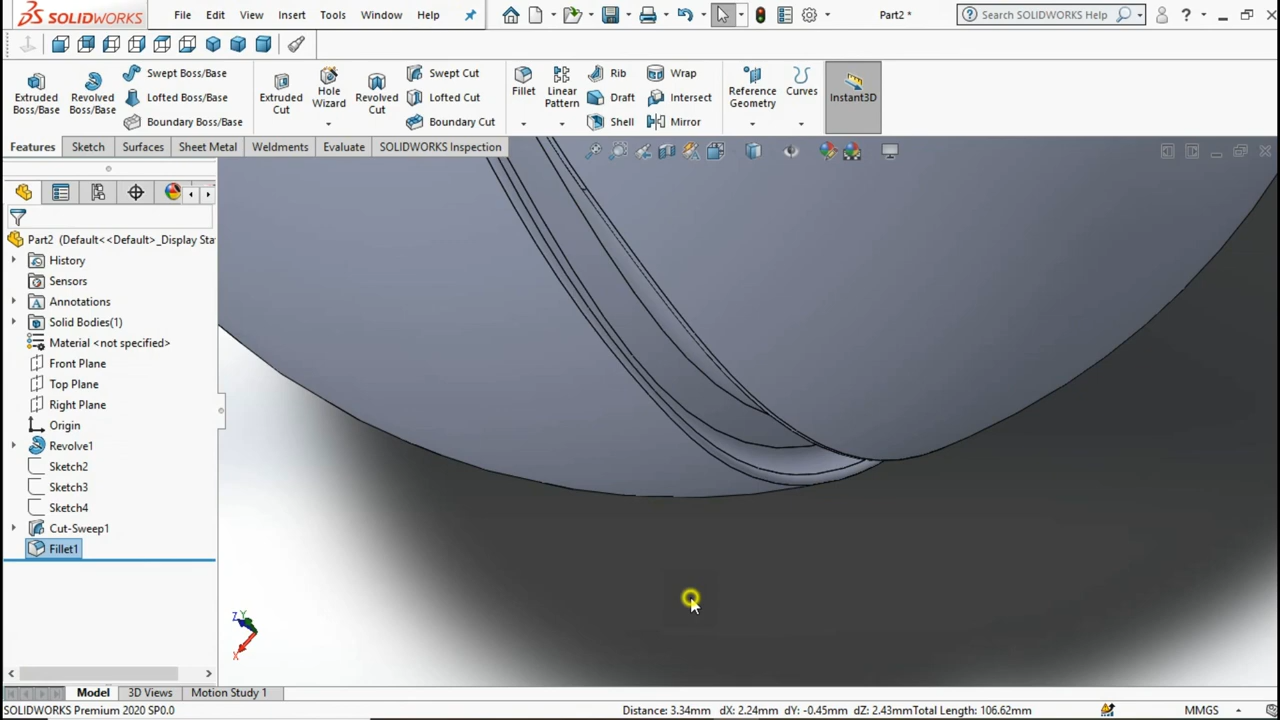 SOLIDWORKS File Edit View Insert Tools Window Help Part2 * Search SOLIDWORKS Help ?
Extruded Boss/Base
Revolved Boss/Base
Swept Boss/Base
Lofted Boss/Base
Boundary Boss/Base
Extruded Cut
Hole Wizard
Revolved Cut
Swept Cut
Lofted Cut
Boundary Cut
Fillet
Linear Pattern
Rib
Draft
Shell
Wrap
Intersect
Mirror
Reference Geometry
Curves
Instant3D
Features Sketch Surfaces Sheet Metal Weldments Evaluate SOLIDWORKS Inspection
Part2 (Default<<Default>_Display Sta
History
Sensors
Annotations
Solid Bodies(1)
Material <not specified>
Front Plane
Top Plane
Right Plane
Origin
Revolve1
Sketch2
Sketch3
Sketch4
Cut-Sweep1
Fillet1
Z Y
X
Model 3D Views Motion Study 1
SOLIDWORKS Premium 2020 SP0.0 Distance: 3.34mm dX: 2.24mm dY: -0.45mm dZ: 2.43mmTotal Length: 106.62mm MMGS